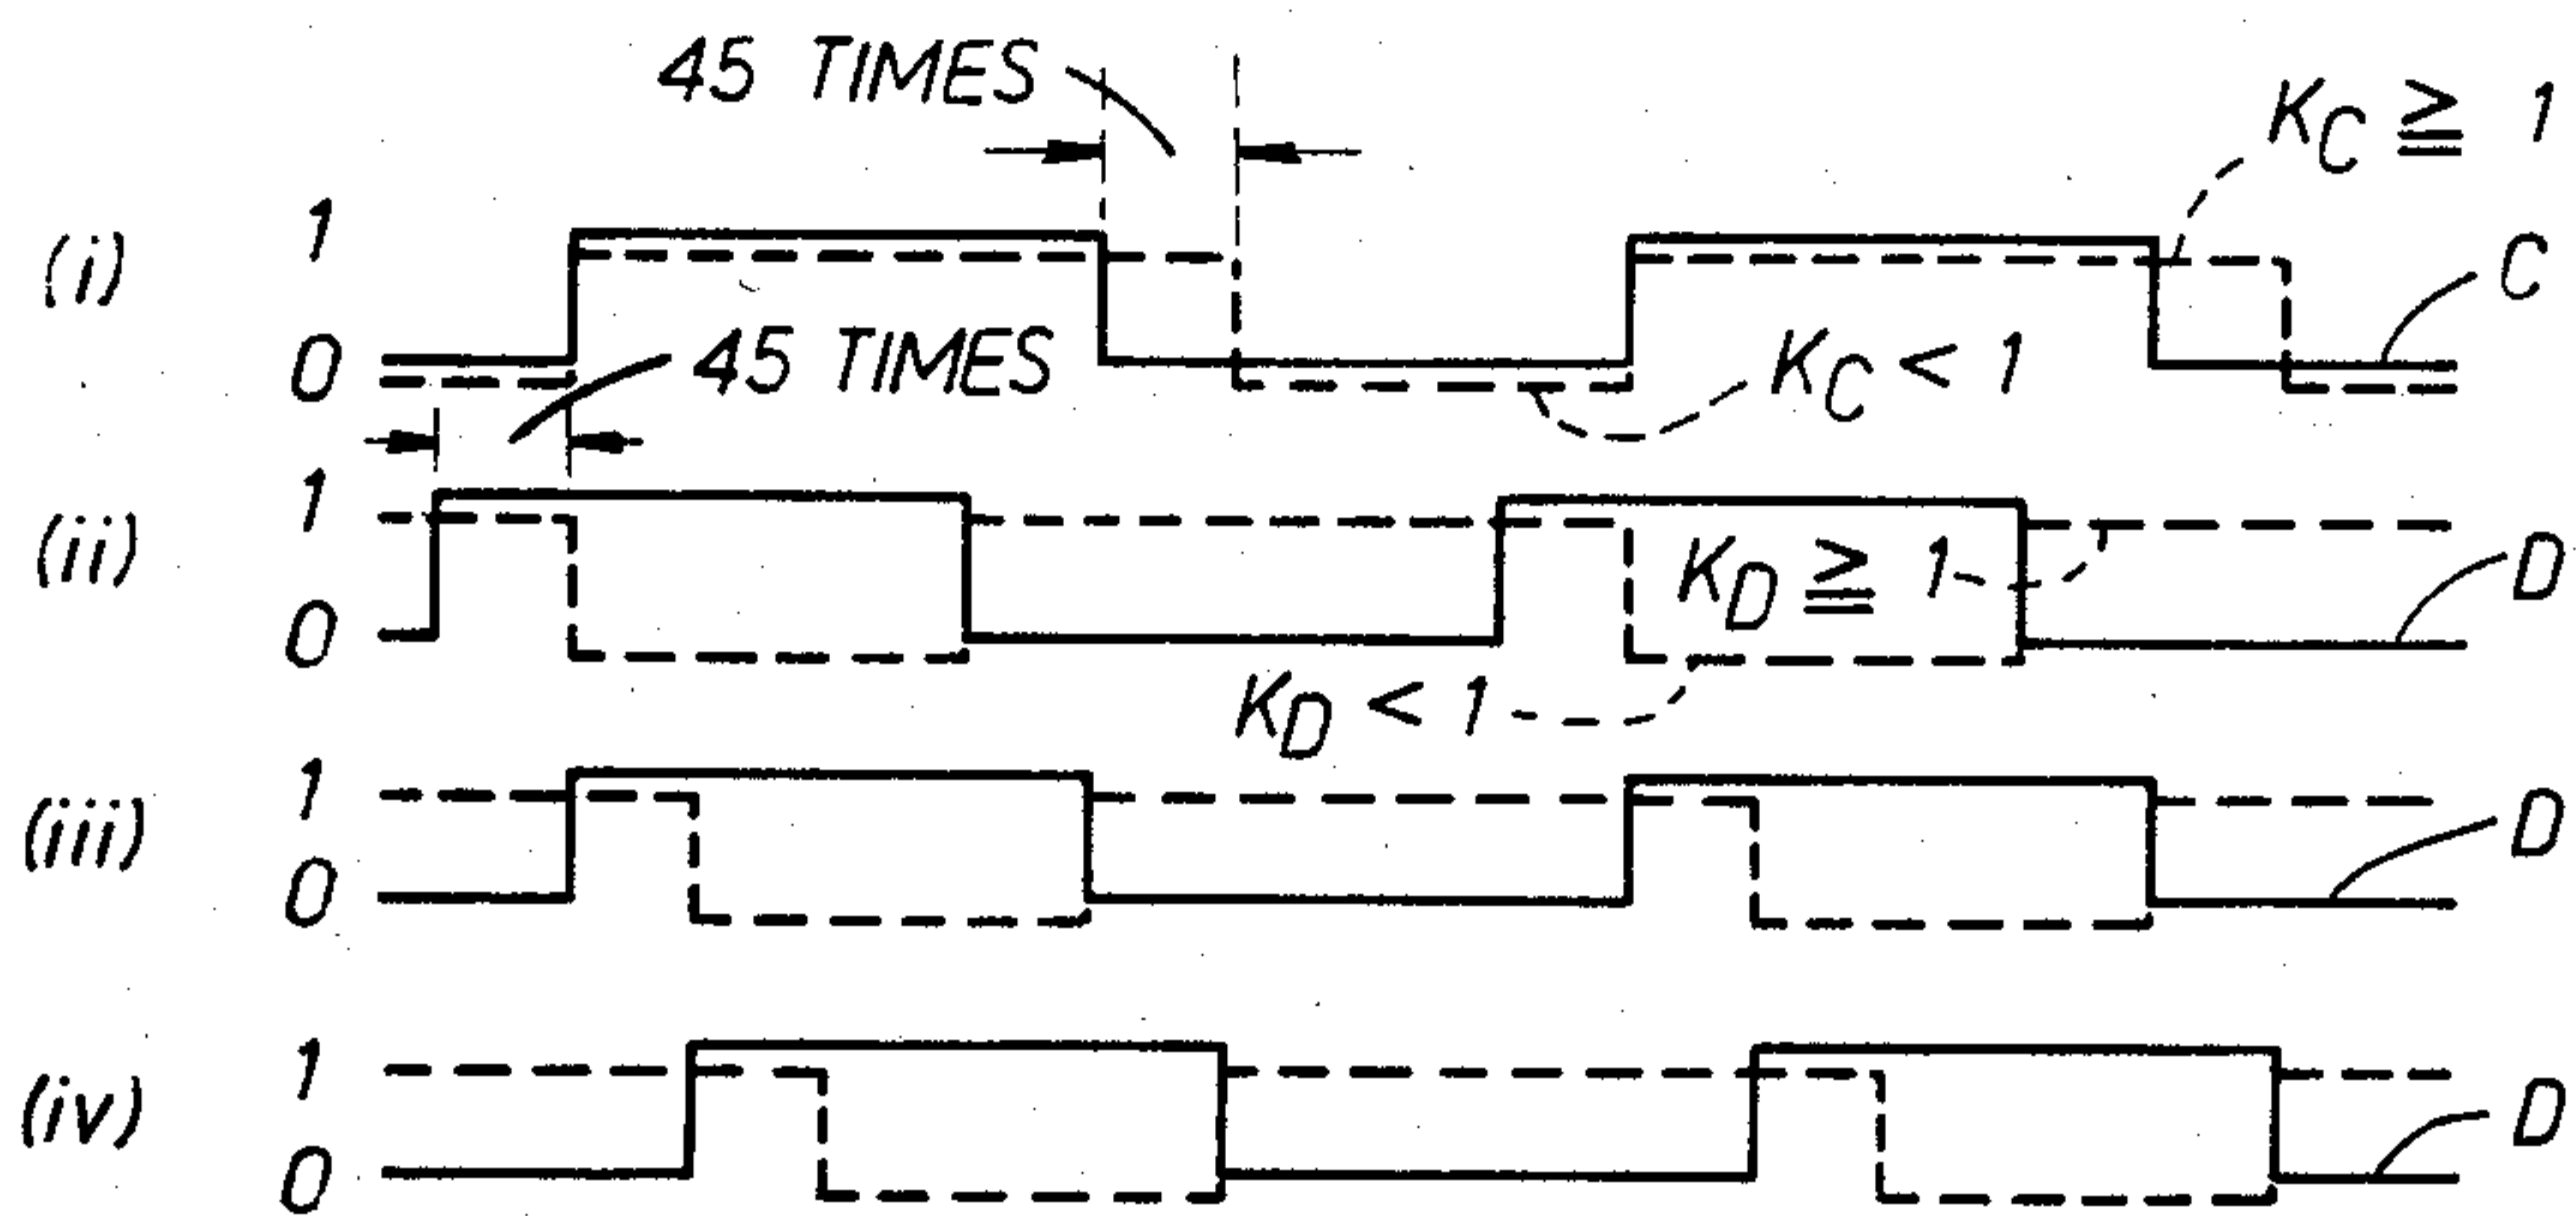 45 TIMES
K_C ≧ 1
(i) 1
C
0
45 TIMES
K_C < 1
(ii) 1
K_D ≧ 1
D
0
K_D < 1
(iii) 1
D
0
(iv) 1
D
0